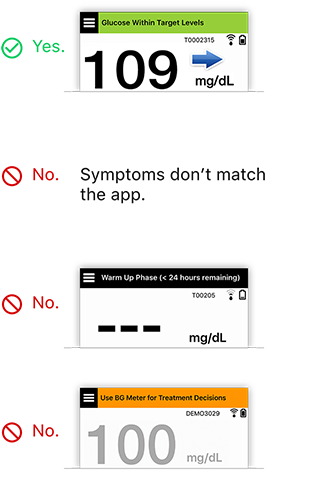 Glucose Within Target Levels
Yes.
T0002315
109
mg/dL
No.
Symptoms don’t match
the app.
Warm Up Phase (< 24 hours remaining)
No.
T00205
---
mg/dL
Use BG Meter for Treatment Decisions
DEMO3029
No.
100
mg/dL